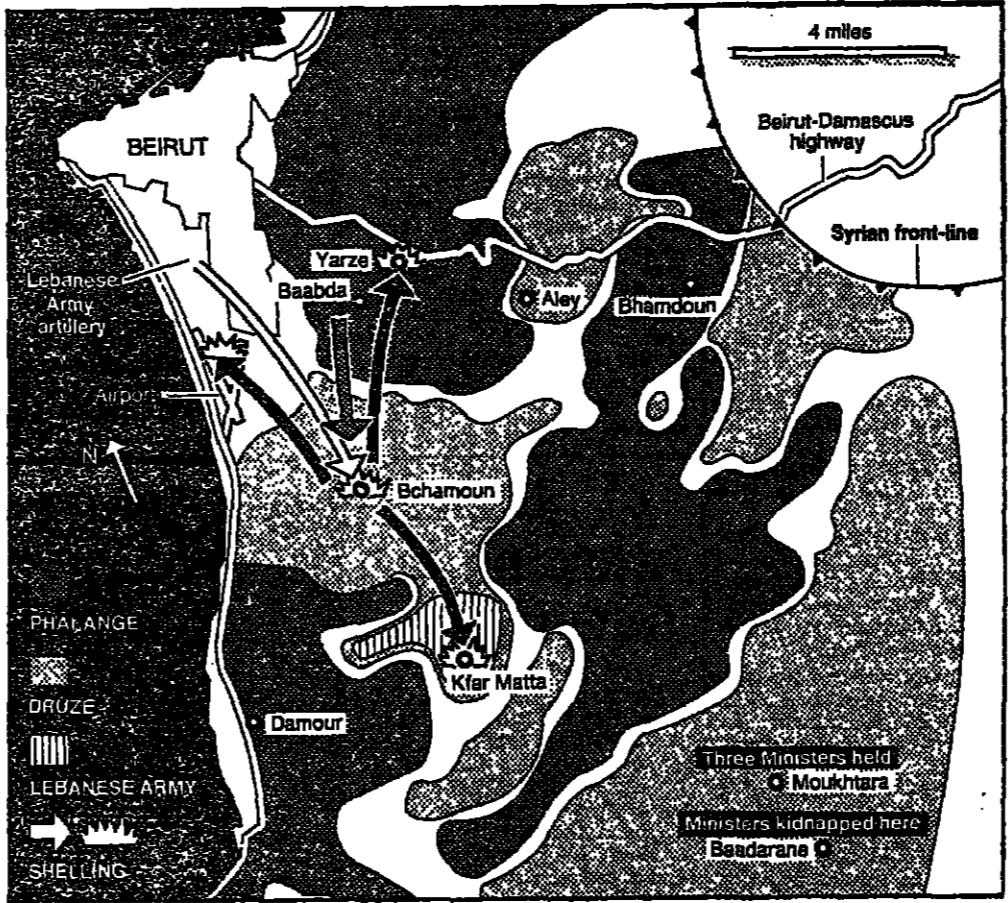 4 miles
Beirut-Damascus
highway
Syrian front-line
BEIRUT
Yarze
Baabda
Aley
Bhamdoun
Lebanese
Army
artillery
Airport
N
Bchamoun
Kfar Matta
Damour
PHALANGE
DRUZE
LEBANESE ARMY
SHELLING
Three Ministers held
Moukhtara
Ministers kidnapped here
Baadarane